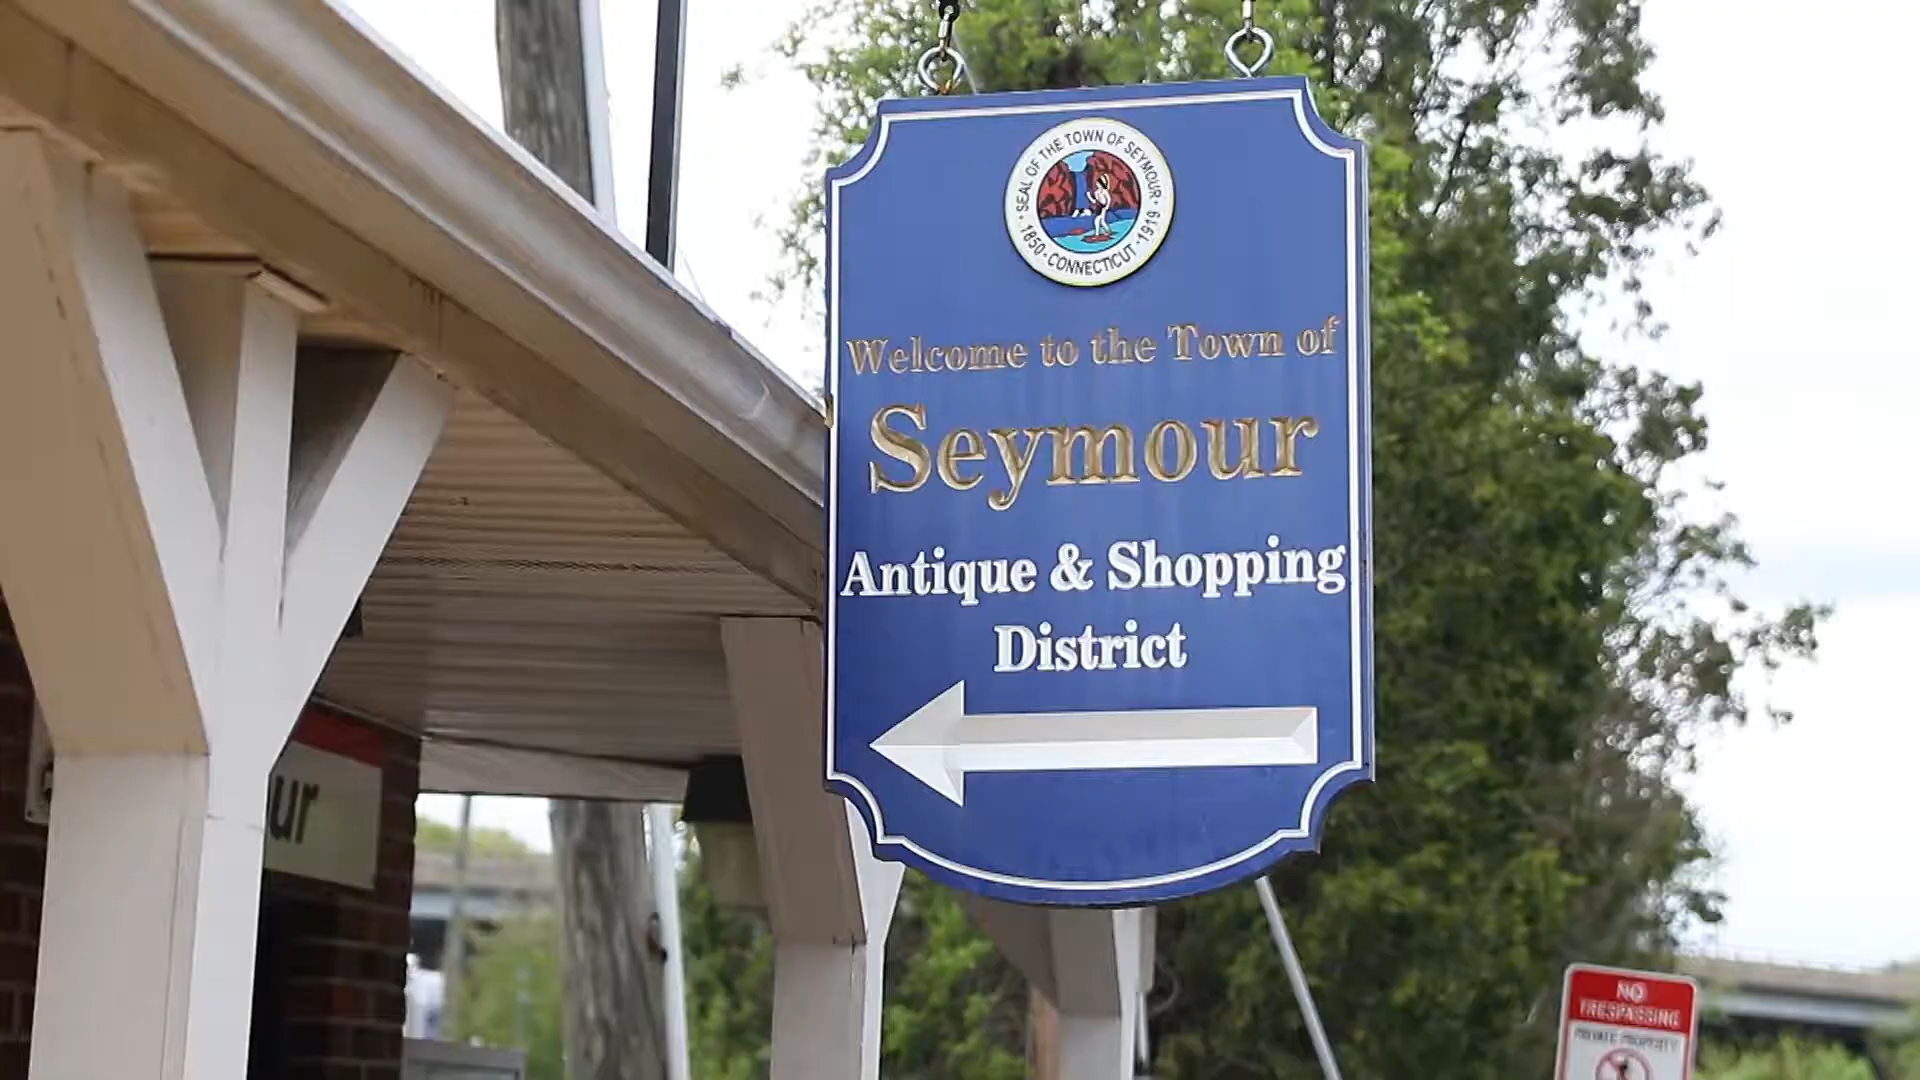 SEAL OF THE TOWN OF SEYMOUR
1850 · CONNECTICUT · 1919
Welcome to the Town of
Seymour
Antique & Shopping
District
ur
NO
TRESPASSING
PRIVATE PROPERTY